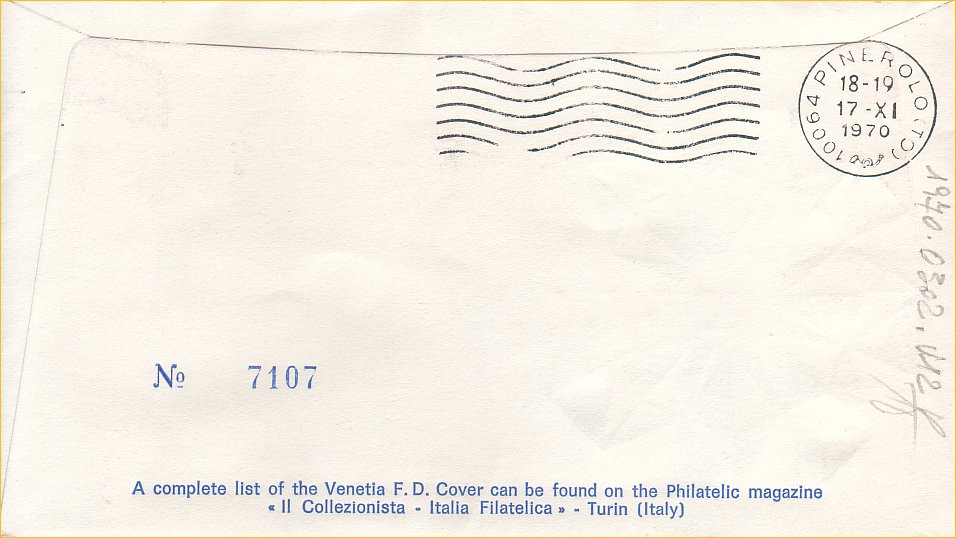 10064 PINEROLO (TO)
18-19
17-XI
1970
Nº 7107
A complete list of the Venetia F. D. Cover can be found on the Philatelic magazine
« Il Collezionista - Italia Filatelica » - Turin (Italy)